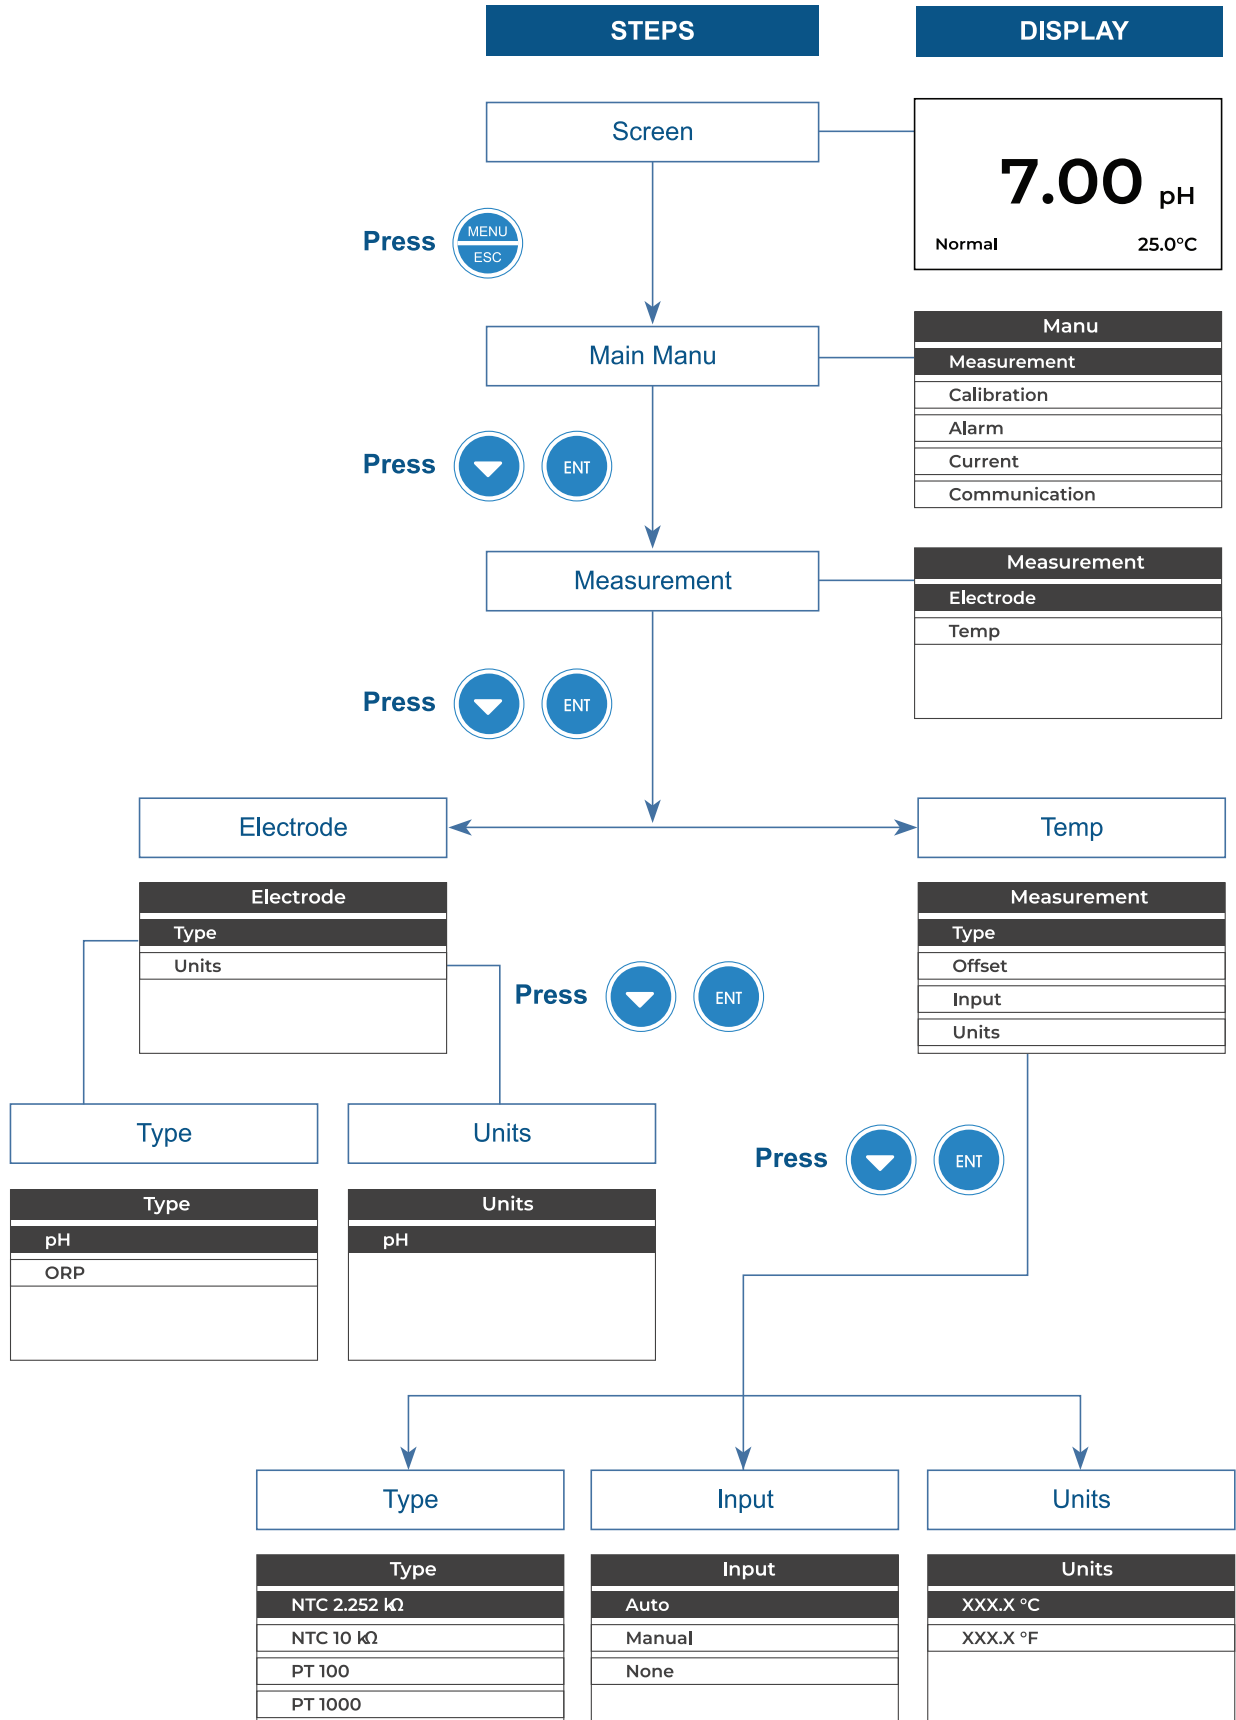 STEPS
DISPLAY
Screen
7.00 pH
Normal 25.0°C
Press MENU
ESC
Main Manu
Manu
Measurement
Calibration
Alarm
Current
Communication
Press ENT
Measurement
Measurement
Electrode
Temp
Press ENT
Electrode
Temp
Electrode
Type
Units
Measurement
Type
Offset
Input
Units
Press ENT
Type
Units
Press ENT
Type
pH
ORP
Units
pH
Type
Input
Units
Type
NTC 2.252 kΩ
NTC 10 kΩ
PT 100
PT 1000
Input
Auto
Manual
None
Units
XXX.X °C
XXX.X °F